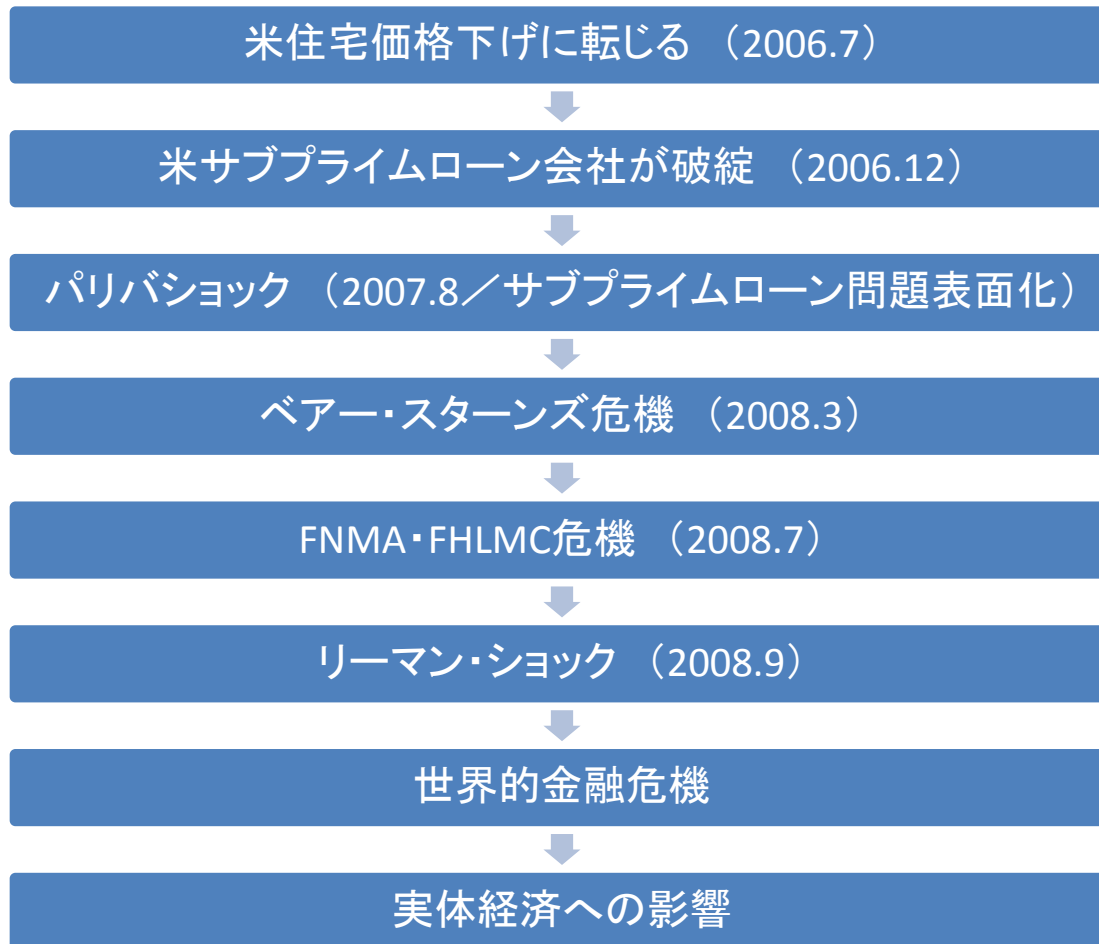 米住宅価格下げに転じる （2006.7）
米サブプライムローン会社が破綻 （2006.12）
パリバショック （2007.8／サブプライムローン問題表面化）
ベアー・スターンズ危機 （2008.3）
FNMA・FHLMC危機 （2008.7）
リーマン・ショック （2008.9）
世界的金融危機
実体経済への影響